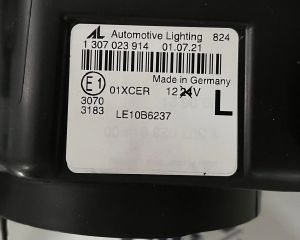 AL Automotive Lighting 824
1 307 023 914 01.07.21
Made in Germany
E1 01XCER 12 24V
3070
3183 LE10B6237 L